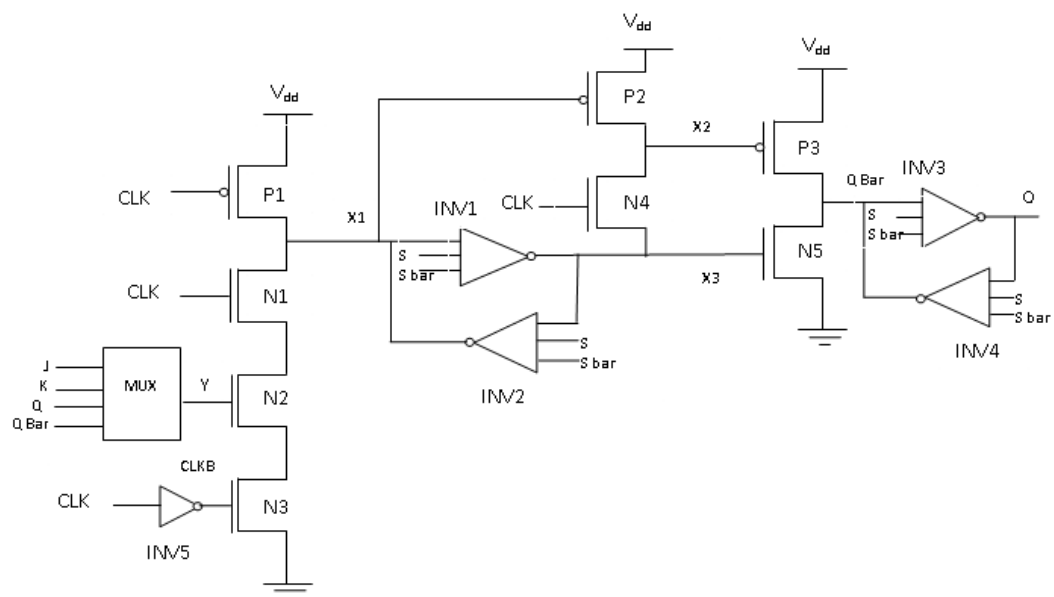 Vdd
Vdd
Vdd
P2
X2
P3
CLK
P1
INV1
CLK
N4
Q Bar
INV3
Q
X1
S
S bar
S
S bar
N5
X3
CLK
N1
S
S bar
S
S bar
INV4
INV2
J
K
Q
Q Bar
MUX
Y
N2
CLKB
CLK
N3
INV5